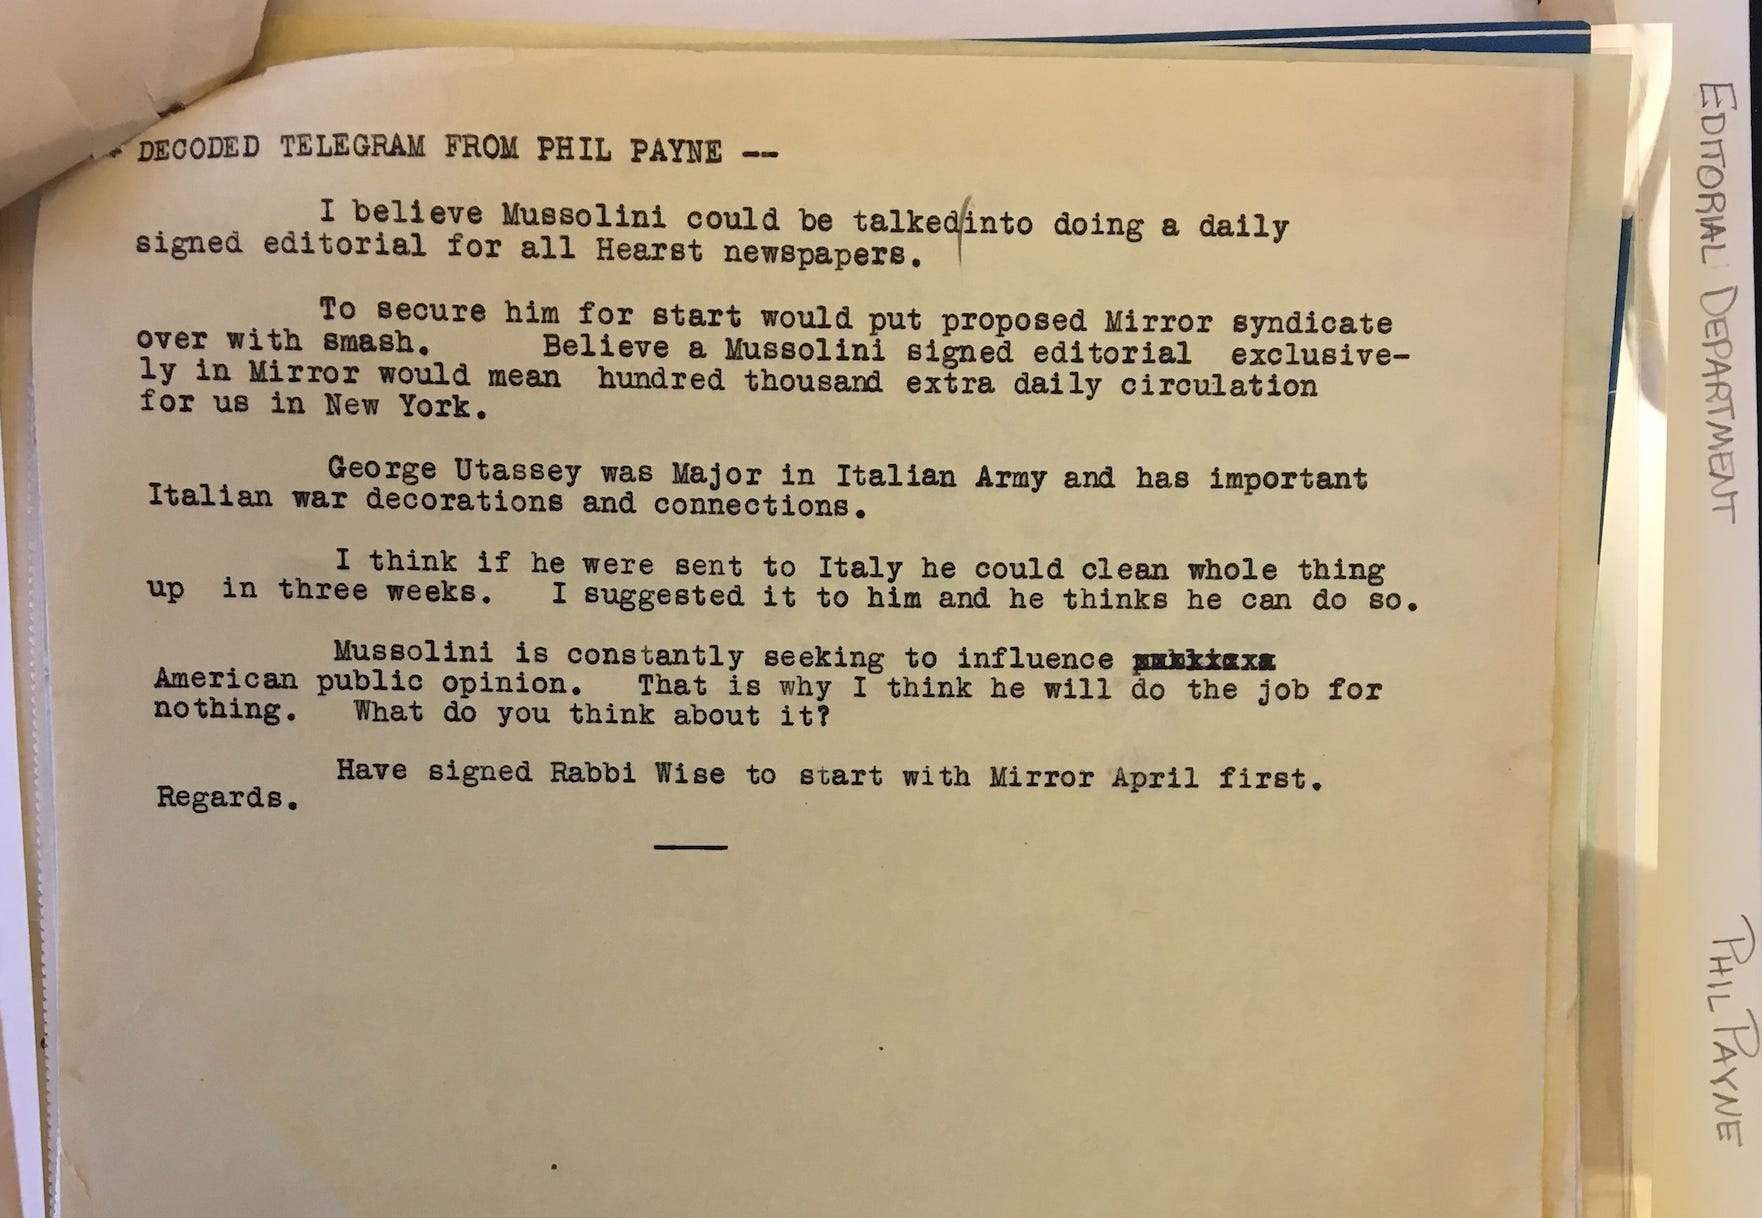 DECODED TELEGRAM FROM PHIL PAYNE --
I believe Mussolini could be talked/into doing a daily
signed editorial for all Hearst newspapers.
To secure him for start would put proposed Mirror syndicate
over with smash. Believe a Mussolini signed editorial exclusive-
ly in Mirror would mean hundred thousand extra daily circulation
for us in New York.
George Utassey was Major in Italian Army and has important
Italian war decorations and connections.
I think if he were sent to Italy he could clean whole thing
up in three weeks. I suggested it to him and he thinks he can do so.
Mussolini is constantly seeking to influence
American public opinion. That is why I think he will do the job for
nothing. What do you think about it?
Have signed Rabbi Wise to start with Mirror April first.
Regards.
EDITORIAL DEPARTMENT
PHIL PAYNE